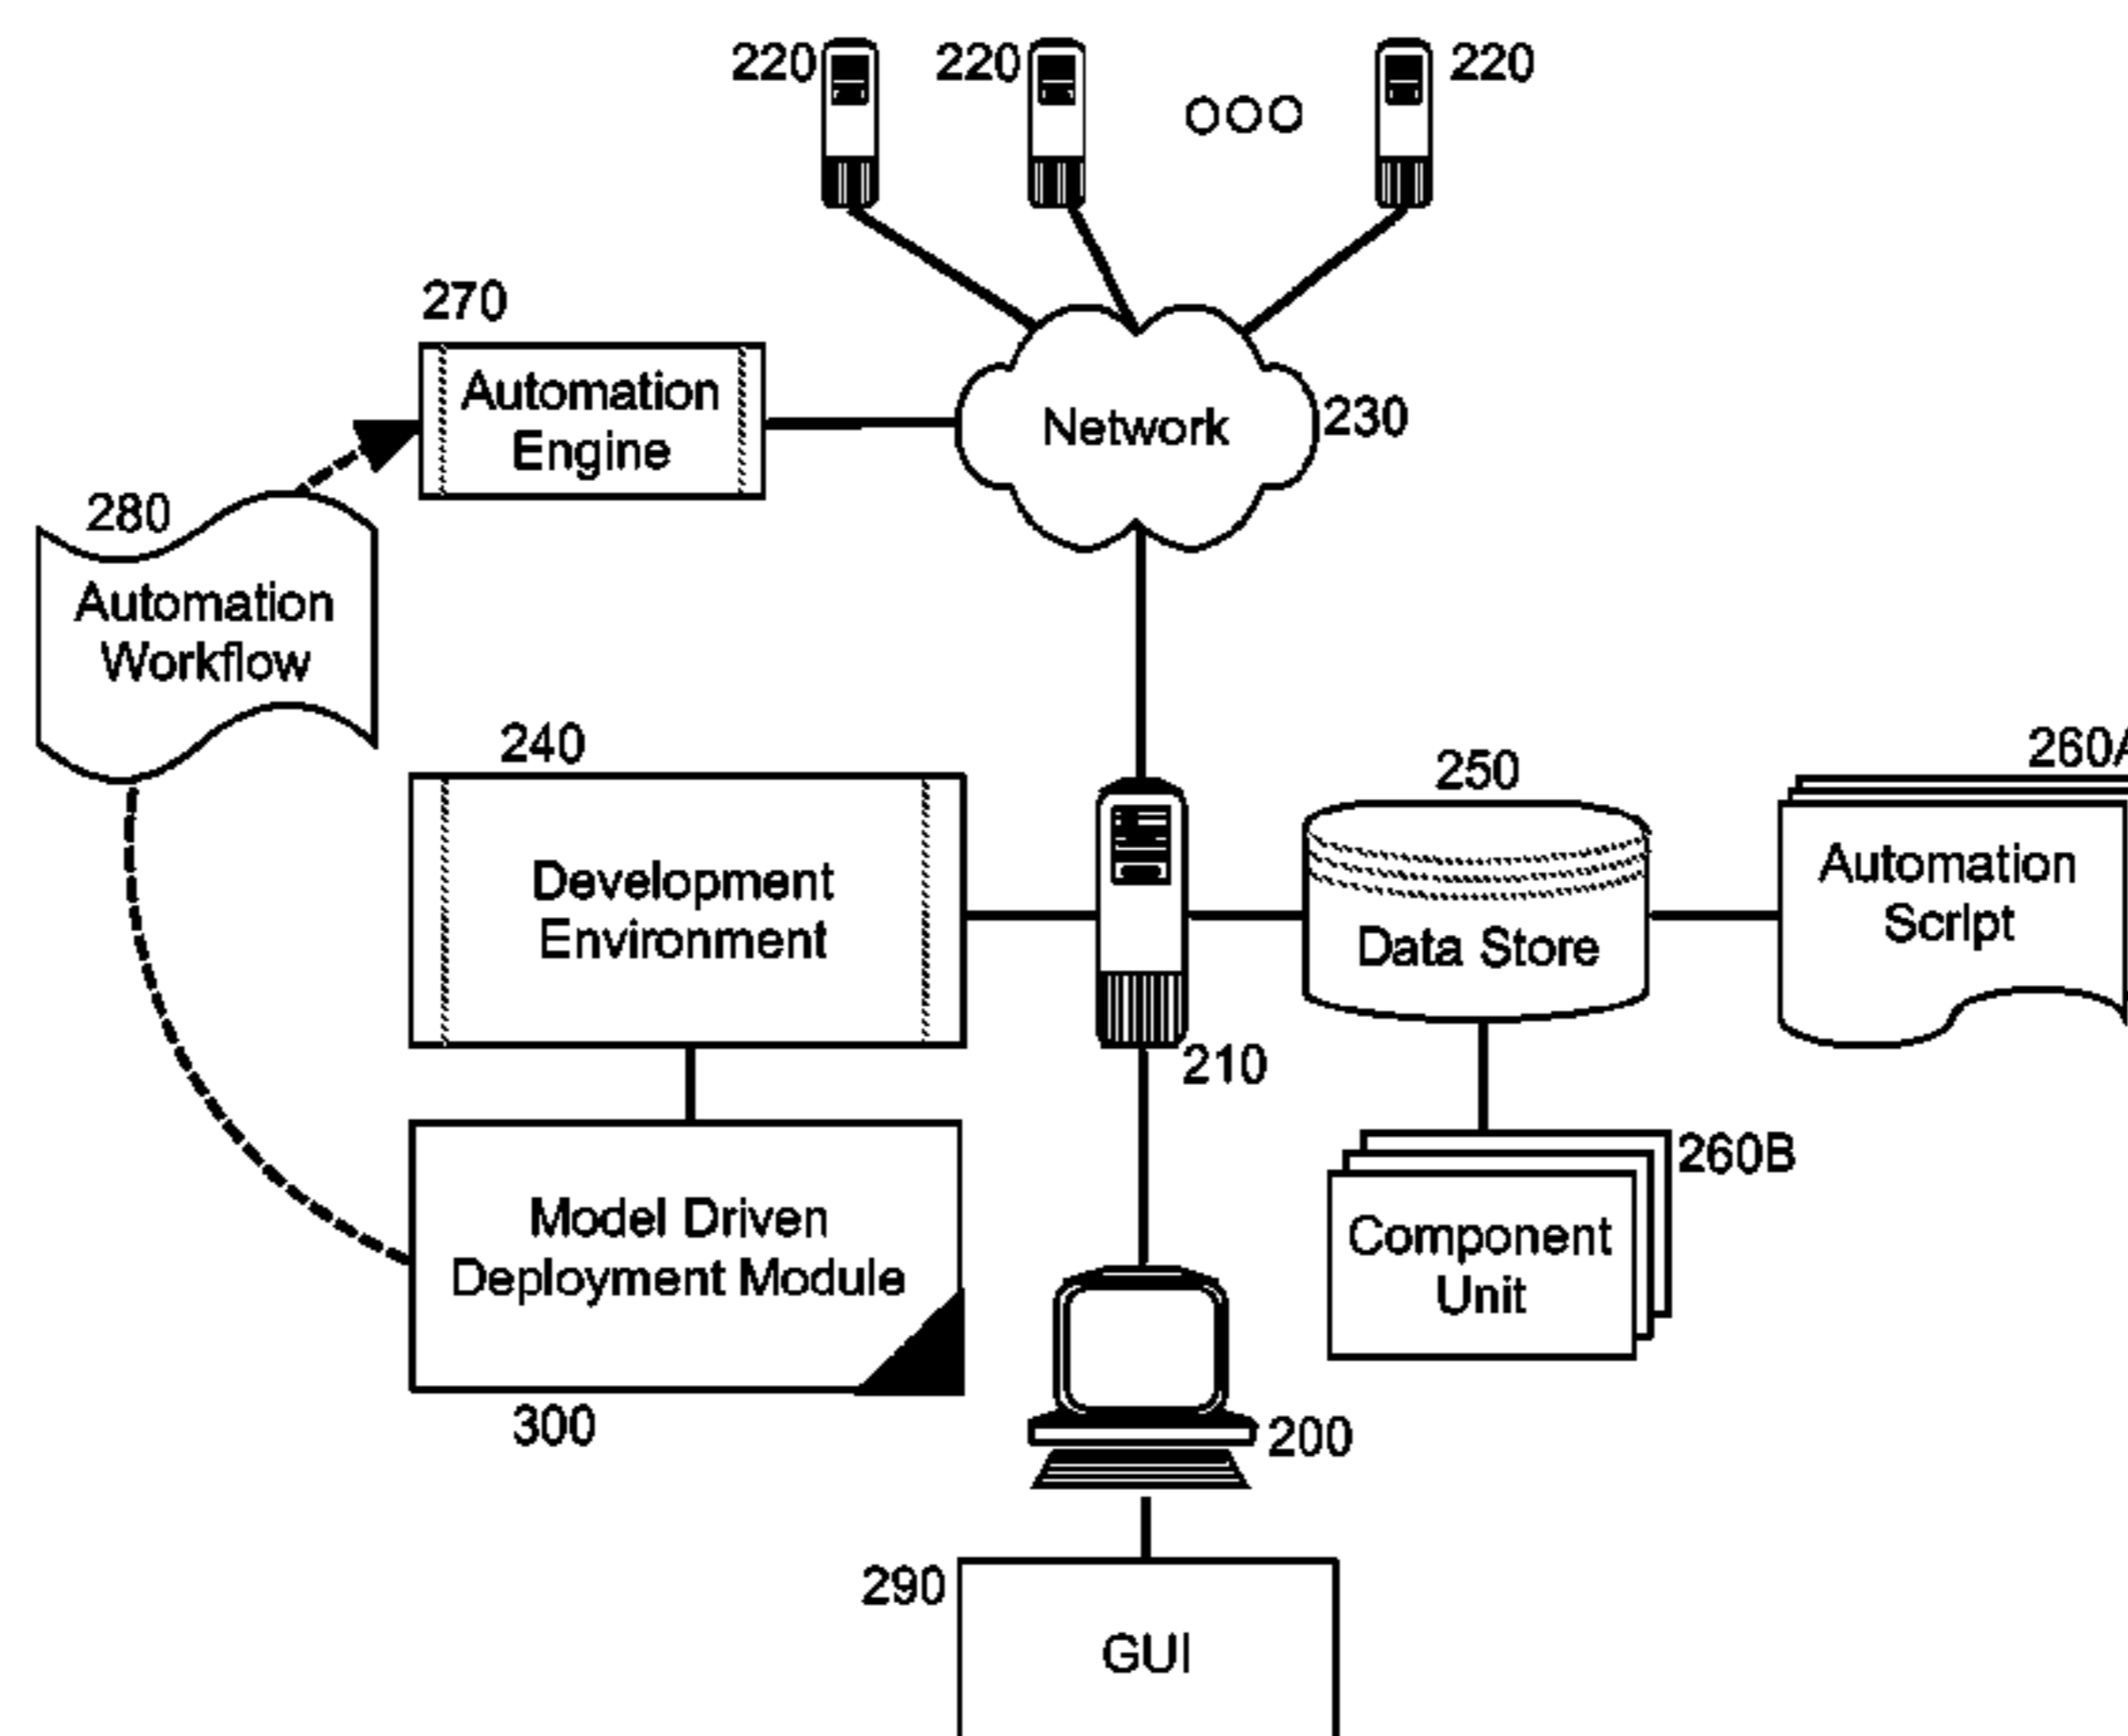 220
220
220
270
Automation
Engine
Network
230
280
Automation
Workflow
240
Development
Environment
250
Data Store
260A
Automation
Script
210
Model Driven
Deployment Module
300
260B
Component
Unit
200
290
GUI